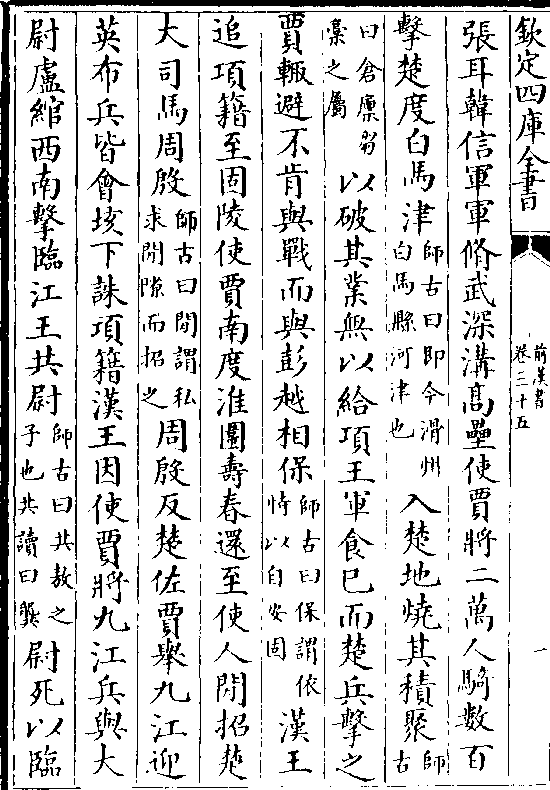 欽定四庫全書
前漢書
卷三十五
一
張耳韓信軍軍脩武深溝髙壘使賈將二萬人騎數百
擊楚度白馬津師古曰即今滑州白馬縣河津也入楚地燒其積聚師古
曰倉廩芻藁之屬以破其業無以給項王軍食已而楚兵擊之
賈輒避不肯與戰而與彭越相保師古曰保謂依恃以自安固漢王
追項籍至固陵使賈南度淮圍壽春還至使人間招楚
大司馬周殷師古曰間謂私求間隙而招之周殷反楚佐賈舉九江迎
英布兵皆會垓下誅項籍漢王因使賈將九江兵與大
尉盧綰西南擊臨江王共尉師古曰共敖之子也共讀曰龔尉死以臨